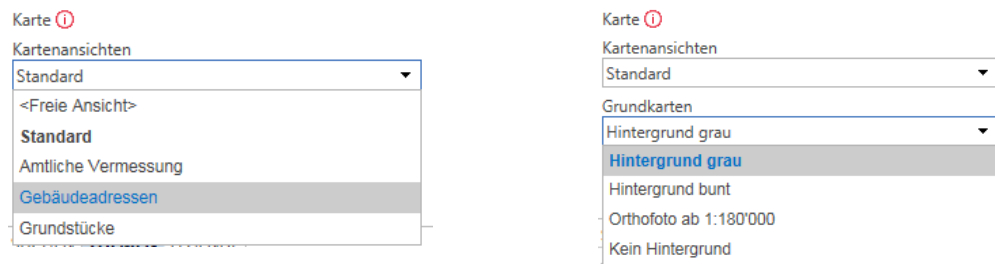 Karte
Kartenansichten
Standard
<Freie Ansicht>
Standard
Amtliche Vermessung
Gebäudeadressen
Grundstücke
Karte
Kartenansichten
Standard
Grundkarten
Hintergrund grau
Hintergrund grau
Hintergrund bunt
Orthofoto ab 1:180'000
Kein Hintergrund